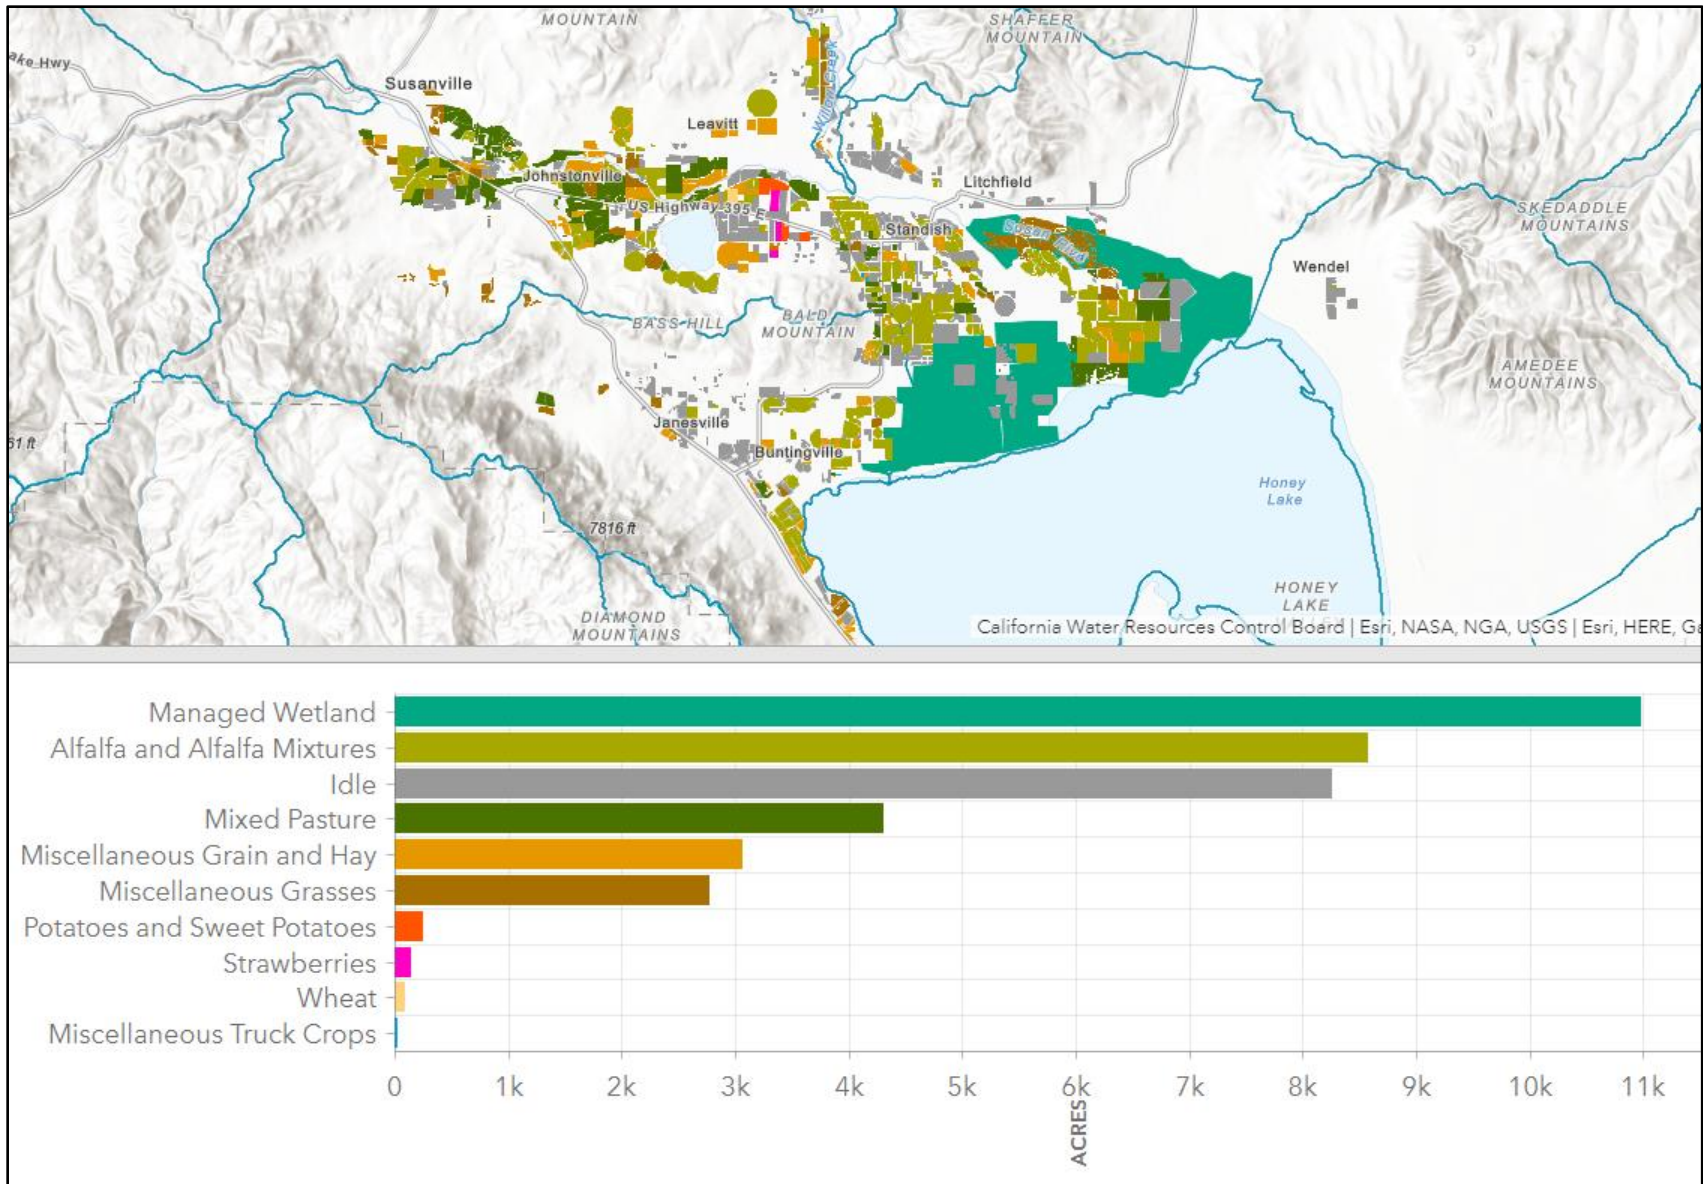 MOUNTAIN
SHAFFER
MOUNTAIN
ake Hwy
Susanville
Willow Creek
Leavitt
Johnstonville
Litchfield
US Highway 395 E
SKEDADDLE
MOUNTAINS
Standish
Susan River
Wendel
BASS HILL
BALD
MOUNTAIN
AMEDEE
MOUNTAINS
Janesville
61 ft
Buntingville
Honey
Lake
7816 ft
HONEY
LAKE
DIAMOND
MOUNTAINS
California Water Resources Control Board | Esri, NASA, NGA, USGS | Esri, HERE, Ga
Managed Wetland
Alfalfa and Alfalfa Mixtures
Idle
Mixed Pasture
Miscellaneous Grain and Hay
Miscellaneous Grasses
Potatoes and Sweet Potatoes
Strawberries
Wheat
Miscellaneous Truck Crops
0 1k 2k 3k 4k 5k 6k 7k 8k 9k 10k 11k
ACRES